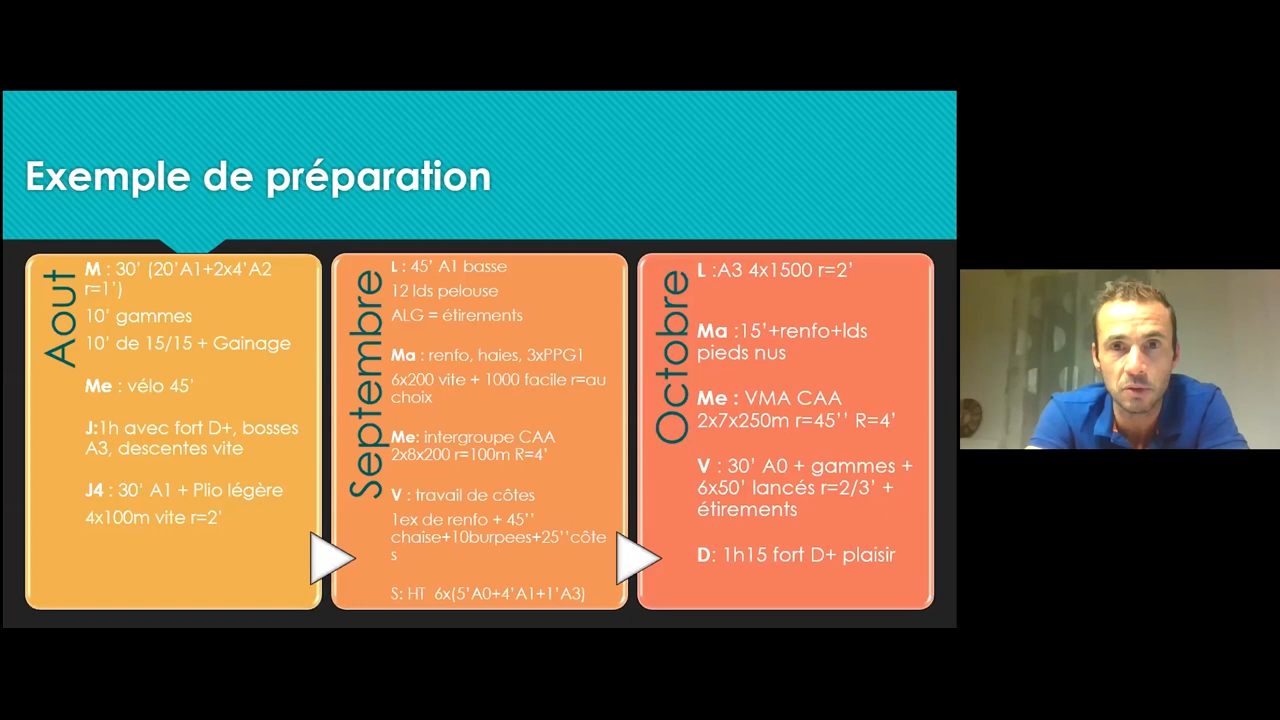 Exemple de préparation
Aout
M : 30' (20'A1+2x4'A2
r=1')
10' gammes
10' de 15/15 + Gainage
Me : vélo 45'
J:1h avec fort D+, bosses
A3, descentes vite
J4 : 30' A1 + Plio légère
4x100m vite r=2'
Septembre
L : 45' A1 basse
12 lds pelouse
ALG = étirements
Ma : renfo, haies, 3xPPG1
6x200 vite + 1000 facile r=au
choix
Me: intergroupe CAA
2x8x200 r=100m R=4'
V : travail de côtes
1ex de renfo + 45''
chaise+10burpees+25''côte
s
S: HT 6x(5'A0+4'A1+1'A3)
Octobre
L :A3 4x1500 r=2'
Ma :15'+renfo+lds
pieds nus
Me : VMA CAA
2x7x250m r=45'' R=4'
V : 30' A0 + gammes +
6x50' lancés r=2/3' +
étirements
D: 1h15 fort D+ plaisir